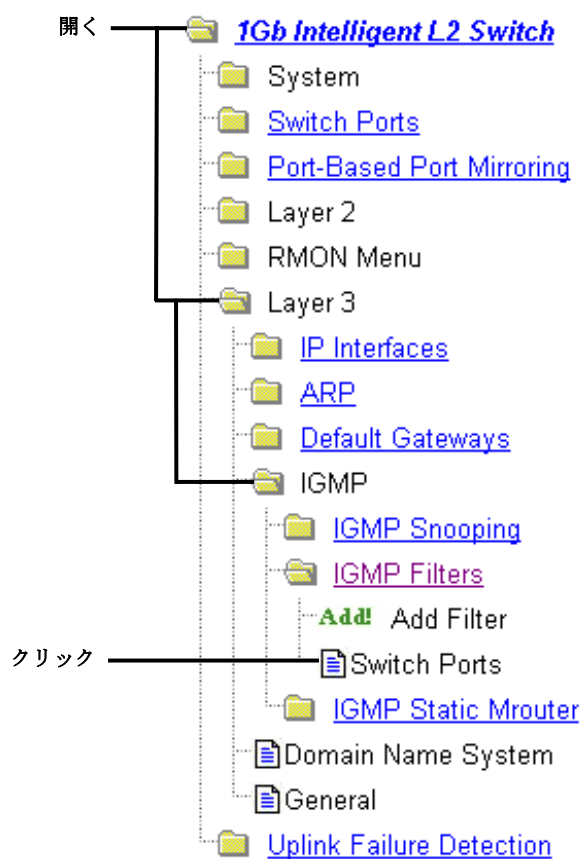 開く
1Gb Intelligent L2 Switch
System
Switch Ports
Port-Based Port Mirroring
Layer 2
RMON Menu
Layer 3
IP Interfaces
ARP
Default Gateways
IGMP
IGMP Snooping
IGMP Filters
Add! Add Filter
クリック
Switch Ports
IGMP Static Mrouter
Domain Name System
General
Uplink Failure Detection